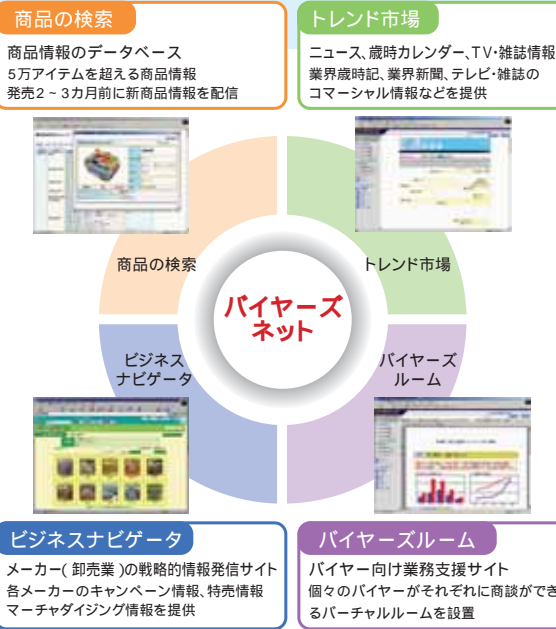 商品の検索
商品情報のデータベース
5万アイテムを超える商品情報
発売2~3カ月前に新商品情報を配信
トレンド市場
ニュース、歳時カレンダー、TV・雑誌情報
業界歳時記、業界新聞、テレビ・雑誌の
コマーシャル情報などを提供
商品の検索
トレンド市場
バイヤーズ
ネット
ビジネス
ナビゲータ
バイヤーズ
ルーム
ビジネスナビゲータ
メーカー(卸売業)の戦略的情報発信サイト
各メーカーのキャンペーン情報、特売情報
マーチャダイジング情報を提供
バイヤーズルーム
バイヤー向け業務支援サイト
個々のバイヤーがそれぞれに商談ができ
るバーチャルルームを設置